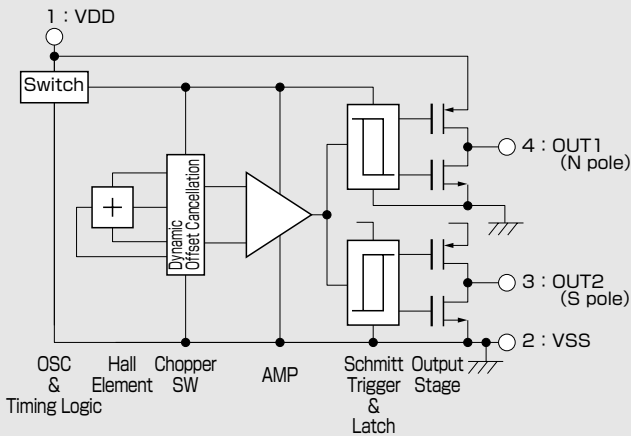 1 : VDD
Switch
4 : OUT1
(N pole)
Dynamic
Offset Cancellation
3 : OUT2
(S pole)
2 : VSS
OSC
&
Timing Logic
Hall
Element
Chopper
SW
AMP
Schmitt
Trigger
&
Latch
Output
Stage